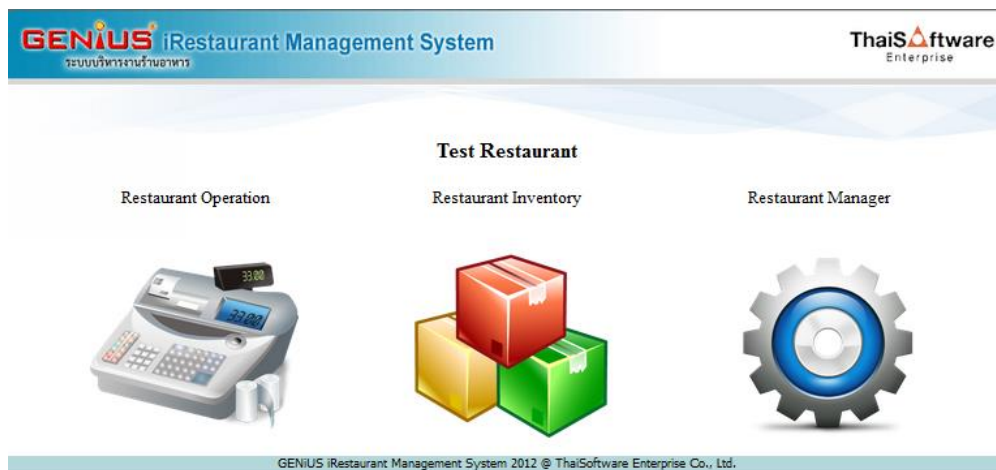 GENiUS iRestaurant Management System
ระบบบริหารงานร้านอาหาร
ThaiSoftware
Enterprise
Test Restaurant
Restaurant Operation
Restaurant Inventory
Restaurant Manager
33.00
33.00
GENiUS iRestaurant Management System 2012 @ ThaiSoftware Enterprise Co., Ltd.